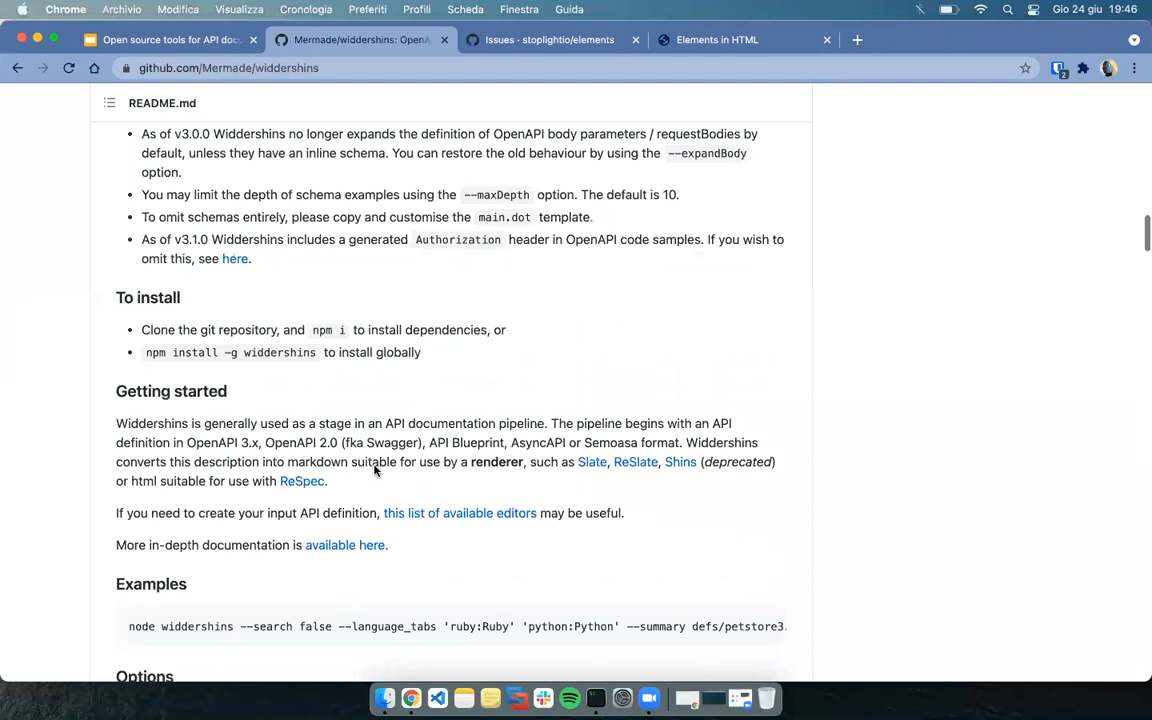 Chrome Archivio Modifica Visualizza Cronologia Preferiti Profili Scheda Finestra Guida Gio 24 giu 19:46
Open source tools for API doc Mermade/widdershins: OpenA Issues · stoplightio/elements Elements in HTML
github.com/Mermade/widdershins 2
README.md
• As of v3.0.0 Widdershins no longer expands the definition of OpenAPI body parameters / requestBodies by
default, unless they have an inline schema. You can restore the old behaviour by using the --expandBody
option.
• You may limit the depth of schema examples using the --maxDepth option. The default is 10.
• To omit schemas entirely, please copy and customise the main.dot template.
• As of v3.1.0 Widdershins includes a generated Authorization header in OpenAPI code samples. If you wish to
omit this, see here.
To install
• Clone the git repository, and npm i to install dependencies, or
• npm install -g widdershins to install globally
Getting started
Widdershins is generally used as a stage in an API documentation pipeline. The pipeline begins with an API
definition in OpenAPI 3.x, OpenAPI 2.0 (fka Swagger), API Blueprint, AsyncAPI or Semoasa format. Widdershins
converts this description into markdown suitable for use by a renderer, such as Slate, ReSlate, Shins (deprecated)
or html suitable for use with ReSpec.
If you need to create your input API definition, this list of available editors may be useful.
More in-depth documentation is available here.
Examples
node widdershins --search false --language_tabs 'ruby:Ruby' 'python:Python' --summary defs/petstore3.
Options